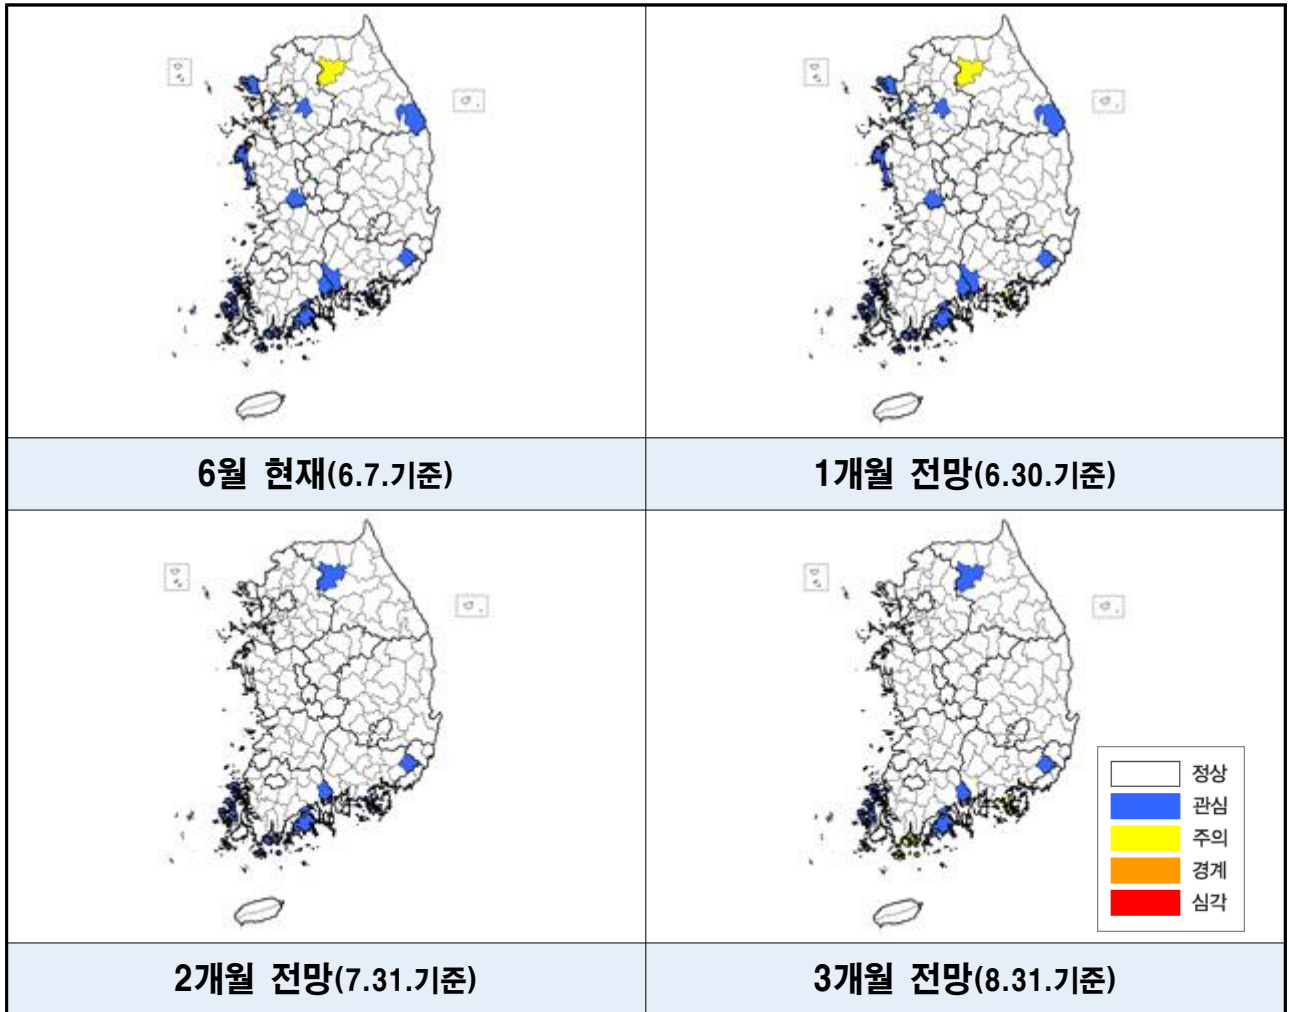 6월 현재(6.7.기준)
1개월 전망(6.30.기준)
정상
관심
주의
경계
심각
2개월 전망(7.31.기준)
3개월 전망(8.31.기준)